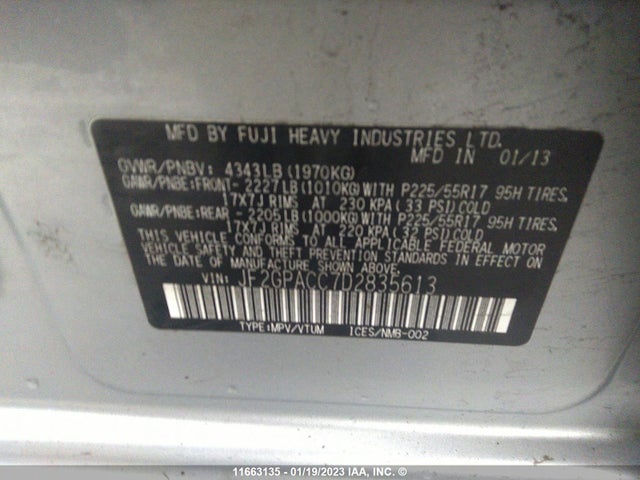 MFD BY FUJI HEAVY INDUSTRIES LTD.
MFD IN 01/13
GVWR/PNBV: 4343LB(1970KG)
GAWR/PNBE:FRONT-2227LB(1010KG)WITH P225/55R17 95H TIRES,
17X7J RIMS AT 230 KPA(33 PSI)COLD
GAWR/PNBE:REAR -2205LB(1000KG)WITH P225/55R17 95H TIRES,
17X7J RIMS AT 220 KPA(32 PSI)COLD
THIS VEHICLE CONFORMS TO ALL APPLICABLE FEDERAL MOTOR
VEHICLE SAFETY AND THEFT PREVENTION STANDARDS IN EFFECT ON
THE DATE OF MANUFACTURE SHOWN ABOVE.
VIN: JF2GPACC7D2835613
TYPE:MPV/VTUM ICES/NMB-002
11663135 - 01/19/2023 IAA, INC. ©